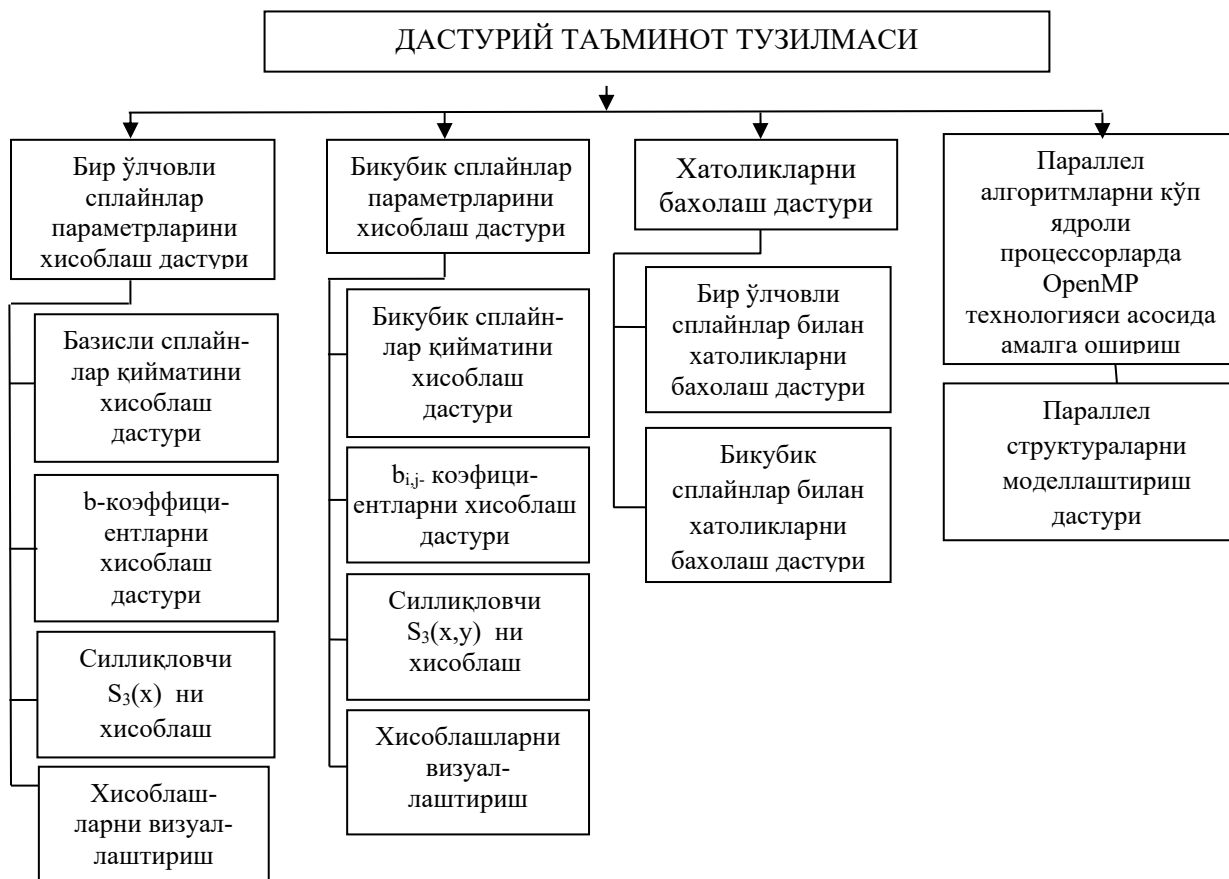 ДАСТУРИЙ ТАЪМИНОТ ТУЗИЛМАСИ
Бир ўлчовли
сплайнлар
параметрларини
хисоблаш дастури
Базисли сплайн-
лар қийматини
хисоблаш
дастури
b-коэффици-
ентларни
хисоблаш
дастури
Силлиқловчи
S₃(x) ни
хисоблаш
Хисоблаш-
ларни визуал-
лаштириш
Бикубик сплайнлар
параметрларини
хисоблаш дастури
Бикубик сплайн-
лар қийматини
хисоблаш
дастури
bi,j- коэфици-
ентларни хисоблаш
дастури
Силлиқловчи
S₃(x,y) ни
хисоблаш
Хисоблашларни
визуал-
лаштириш
Хатоликларни
бахолаш дастури
Бир ўлчовли
сплайнлар билан
хатоликларни
бахолаш дастури
Бикубик
сплайнлар билан
хатоликларни
бахолаш дастури
Параллел
алгоритмларни кўп
ядроли
процессорларда
OpenMP
технологияси асосида
амалга ошириш
Параллел
структураларни
моделлаштириш
дастури